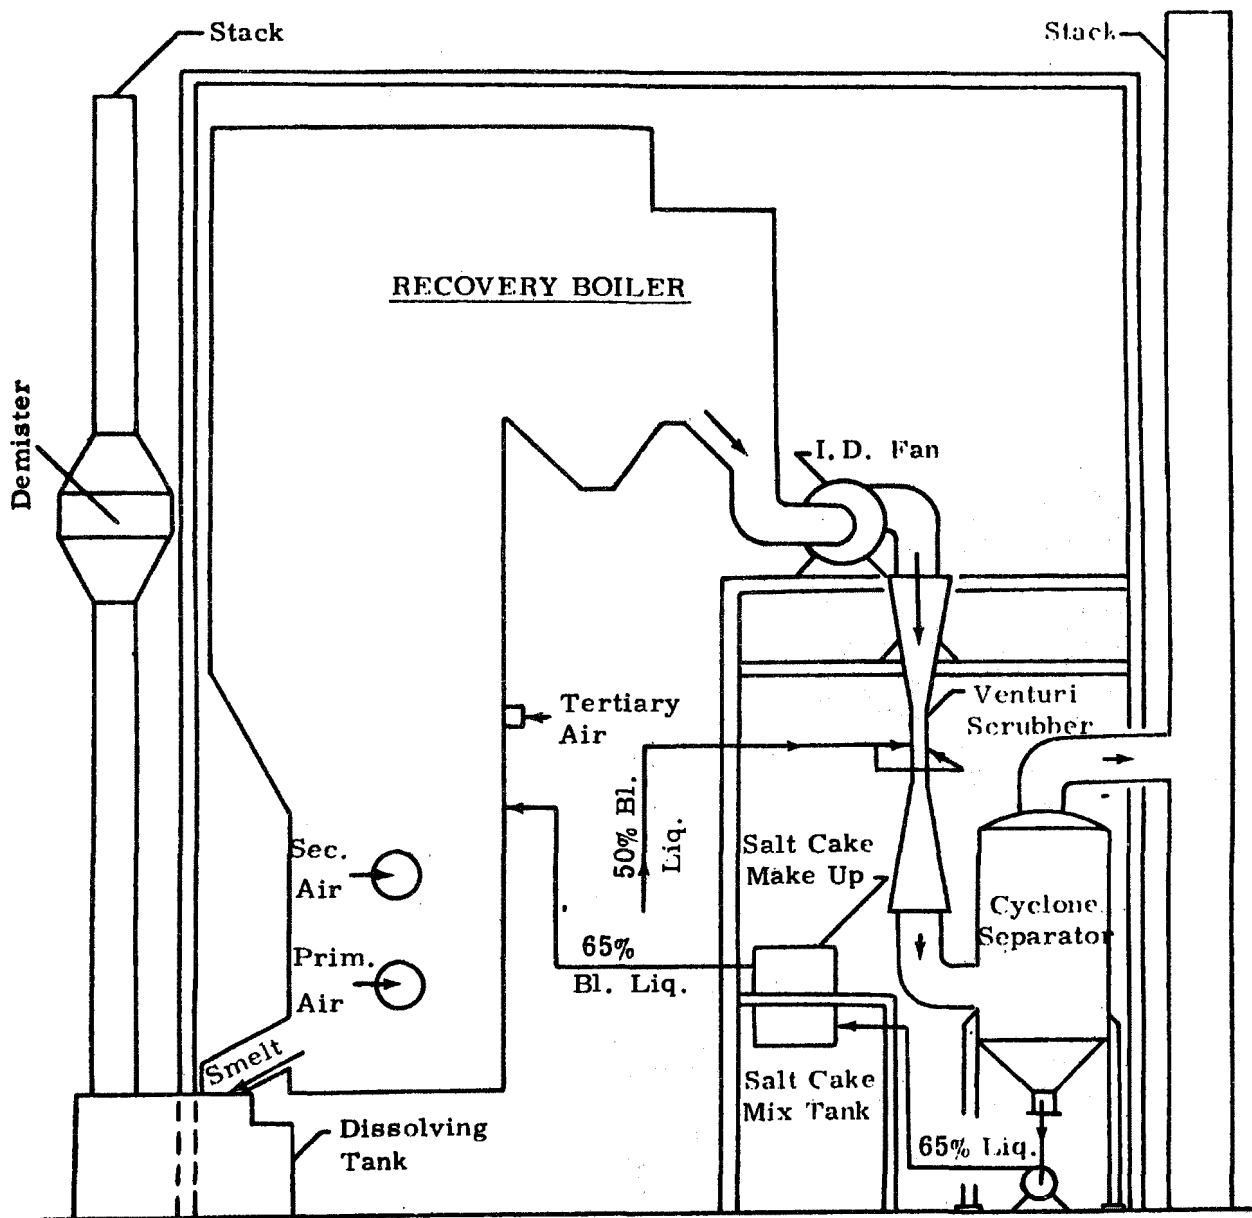 Stack
Stack
RECOVERY BOILER
Demister
I. D. Fan
Tertiary
Air
Venturi
Scrubber
50% Bl.
Liq.
Sec.
Air
Salt Cake
Make Up
Cyclone
Separator
65%
Bl. Liq.
Prim.
Air
Smelt
Salt Cake
Mix Tank
Dissolving
Tank
65% Liq.